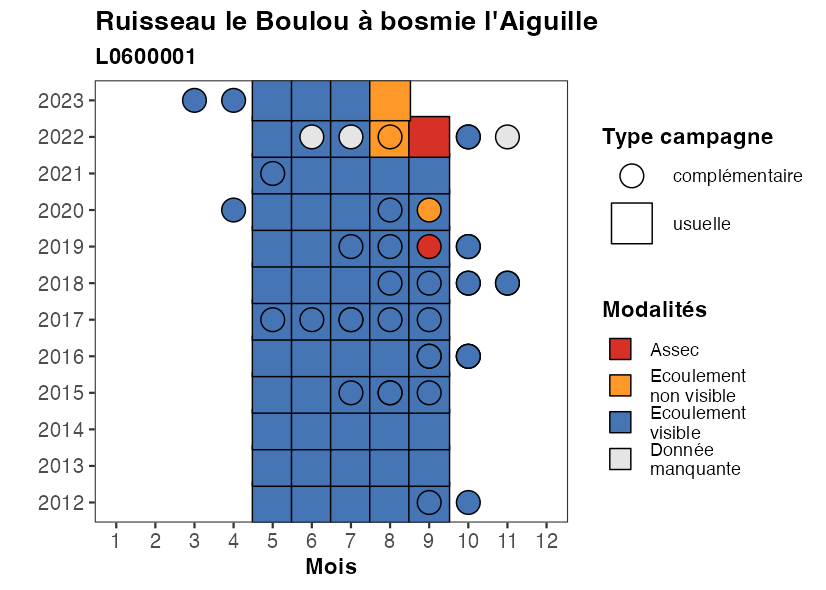 Ruisseau le Boulou à bosmie l'Aiguille
L0600001
2023
2022
2021
2020
2019
2018
2017
2016
2015
2014
2013
2012
1 2 3 4 5 6 7 8 9 10 11 12
Mois
Type campagne
complémentaire
usuelle
Modalités
Assec
Ecoulement
non visible
Ecoulement
visible
Donnée
manquante